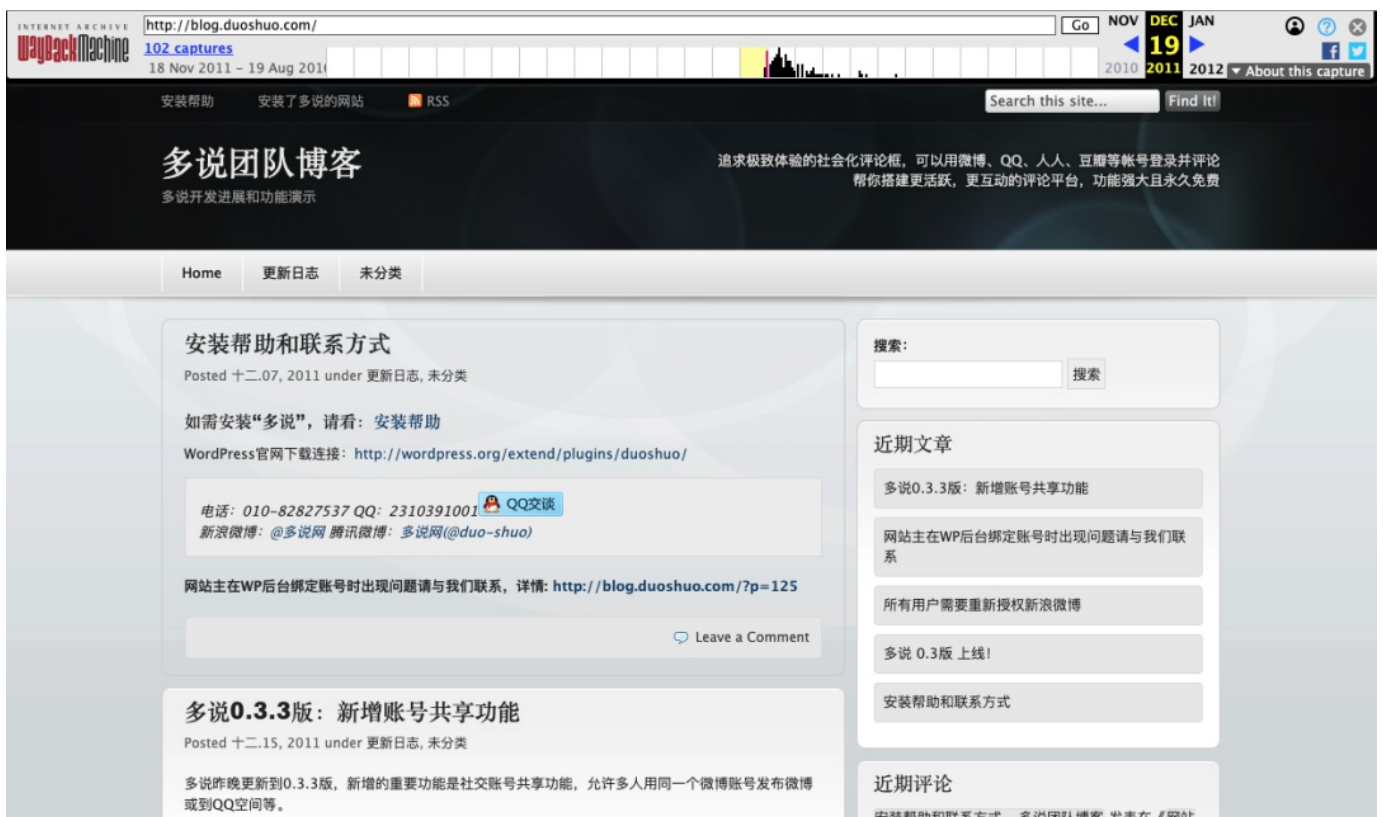 INTERNET ARCHIVE
WayBackMachine
http://blog.duoshuo.com/
Go
102 captures
18 Nov 2011 – 19 Aug 201
NOV DEC JAN
19
2010 2011 2012
About this capture
安装帮助 安装了多说的网站 RSS
Search this site... Find It!
多说团队博客
多说开发进展和功能演示
追求极致体验的社会化评论框，可以用微博、QQ、人人、豆瓣等帐号登录并评论
帮你搭建更活跃，更互动的评论平台，功能强大且永久免费
Home 更新日志 未分类
安装帮助和联系方式
Posted 十二.07, 2011 under 更新日志, 未分类
如需安装“多说”，请看：安装帮助
WordPress官网下载连接：http://wordpress.org/extend/plugins/duoshuo/
电话：010-82827537 QQ：2310391001 QQ交谈
新浪微博：@多说网 腾讯微博：多说网(@duo-shuo)
网站主在WP后台绑定账号时出现问题请与我们联系，详情: http://blog.duoshuo.com/?p=125
Leave a Comment
多说0.3.3版：新增账号共享功能
Posted 十二.15, 2011 under 更新日志, 未分类
多说昨晚更新到0.3.3版，新增的重要功能是社交账号共享功能，允许多人用同一个微博账号发布微博
或到QQ空间等。
搜索：
搜索
近期文章
多说0.3.3版：新增账号共享功能
网站主在WP后台绑定账号时出现问题请与我们联
系
所有用户需要重新授权新浪微博
多说 0.3版 上线！
安装帮助和联系方式
近期评论
安装帮助和联系方式 多说团队博客 发表在《网站